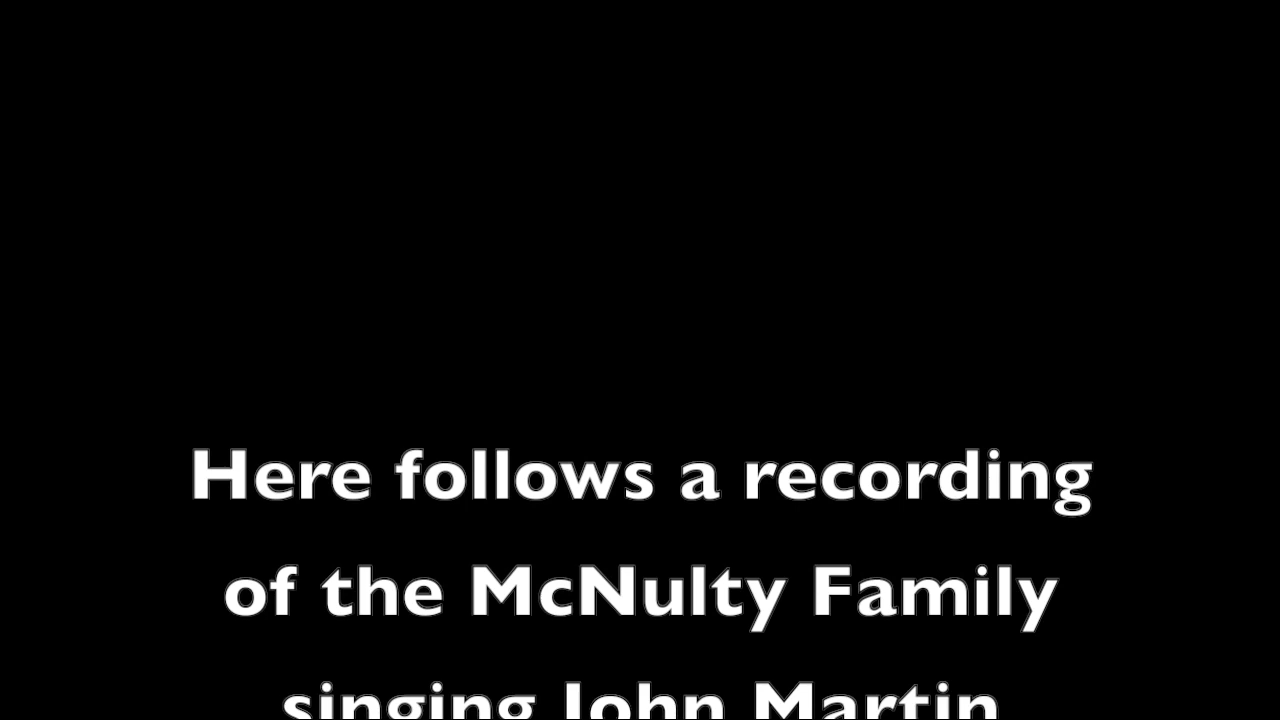 Here follows a recording
of the McNulty Family
singing John Martin